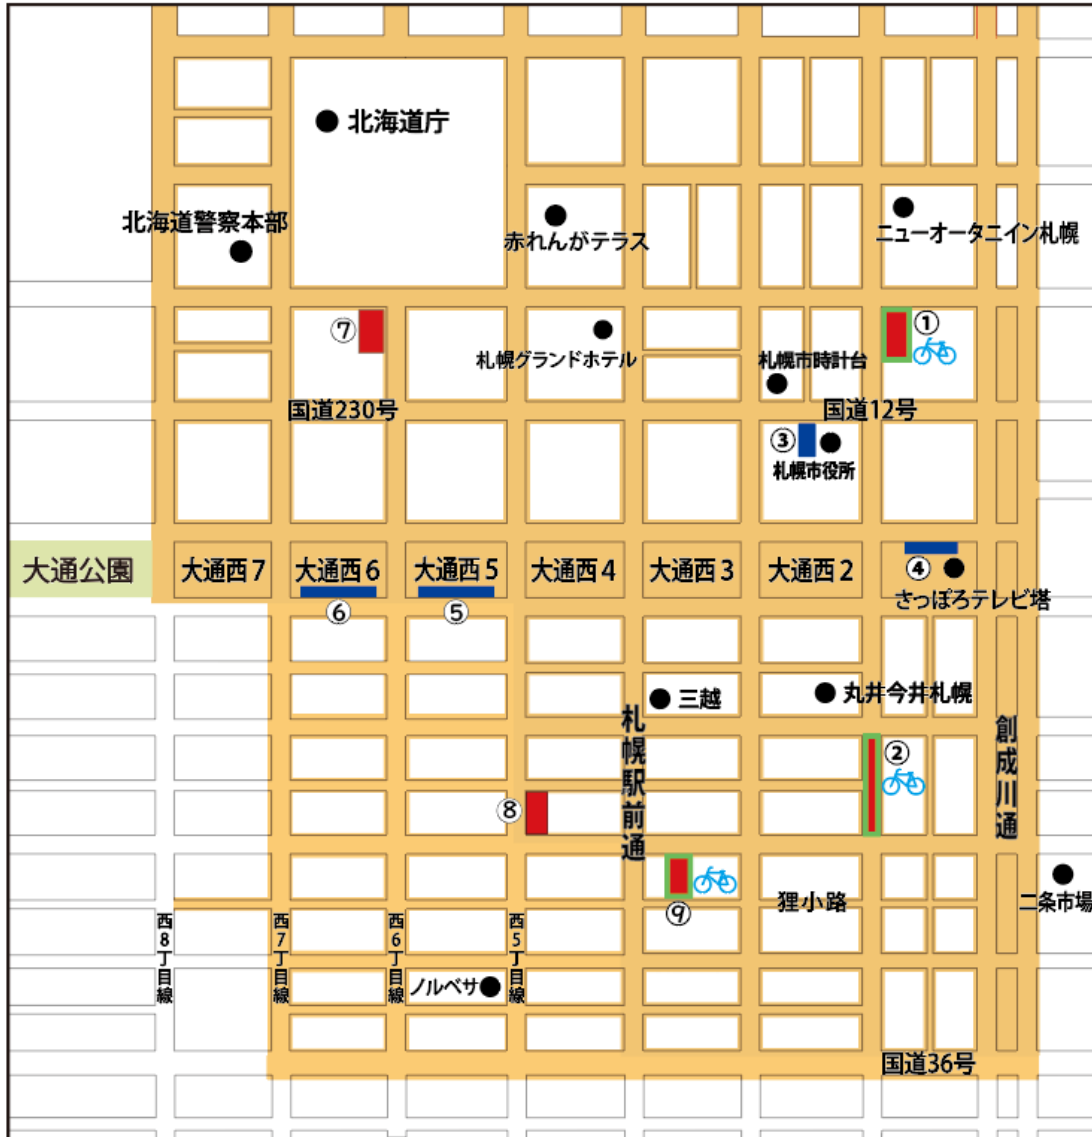 北海道庁
北海道警察本部
赤れんがテラス
ニューオータニイン札幌
⑦
札幌グランドホテル
①
札幌市時計台
国道230号
国道12号
③
札幌市役所
大通公園
大通西7
大通西6
大通西5
大通西4
大通西3
大通西2
④
さっぽろテレビ塔
⑥
⑤
三越
丸井今井札幌
札幌駅前通
創成川通
②
⑧
⑨
狸小路
二条市場
西8丁目線
西7丁目線
西6丁目線
西5丁目線
ノルベサ
国道36号